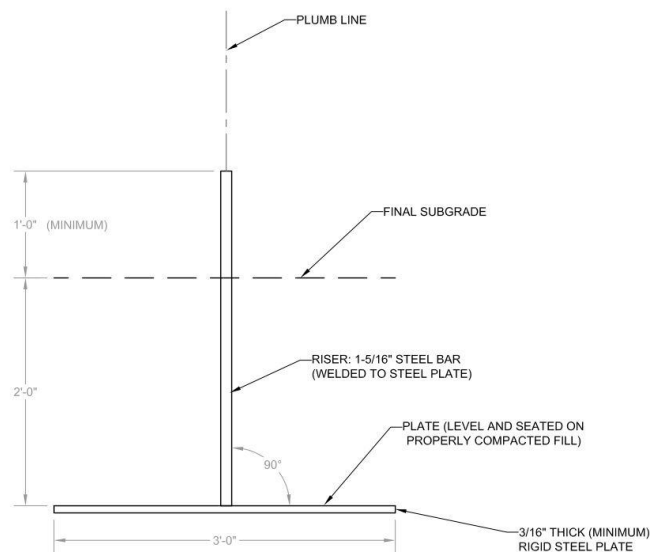 PLUMB LINE
1'-0" (MINIMUM)
FINAL SUBGRADE
RISER: 1-5/16" STEEL BAR
(WELDED TO STEEL PLATE)
2'-0"
PLATE (LEVEL AND SEATED ON
PROPERLY COMPACTED FILL)
90°
3/16" THICK (MINIMUM)
RIGID STEEL PLATE
3'-0"